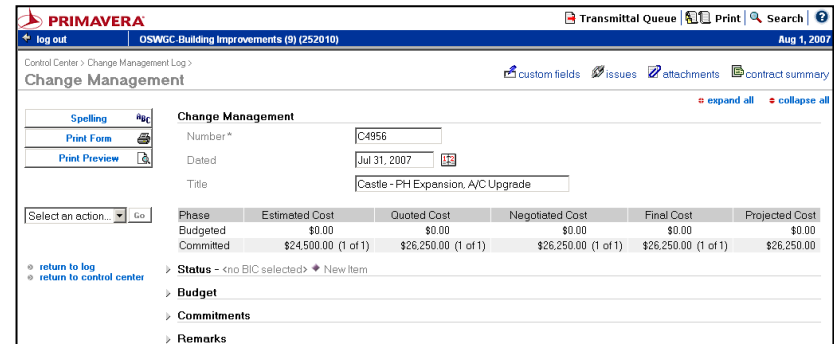 PRIMAVERA
Transmittal Queue Print Search ?
log out OSWGC-Building Improvements (9) (252010) Aug 1, 2007
Control Center > Change Management Log >
Change Management
custom fields issues attachments contract summary
expand all collapse all
Spelling ABC
Print Form
Print Preview
Change Management
Number* C4956
Dated Jul 31, 2007
Title Castle - PH Expansion, A/C Upgrade
Select an action... Go
Phase Estimated Cost Quoted Cost Negotiated Cost Final Cost Projected Cost
Budgeted $0.00 $0.00 $0.00 $0.00 $0.00
Committed $24,500.00 (1 of 1) $26,250.00 (1 of 1) $26,250.00 (1 of 1) $26,250.00 (1 of 1) $26,250.00
return to log
return to control center
Status - <no BIC selected> New Item
Budget
Commitments
Remarks